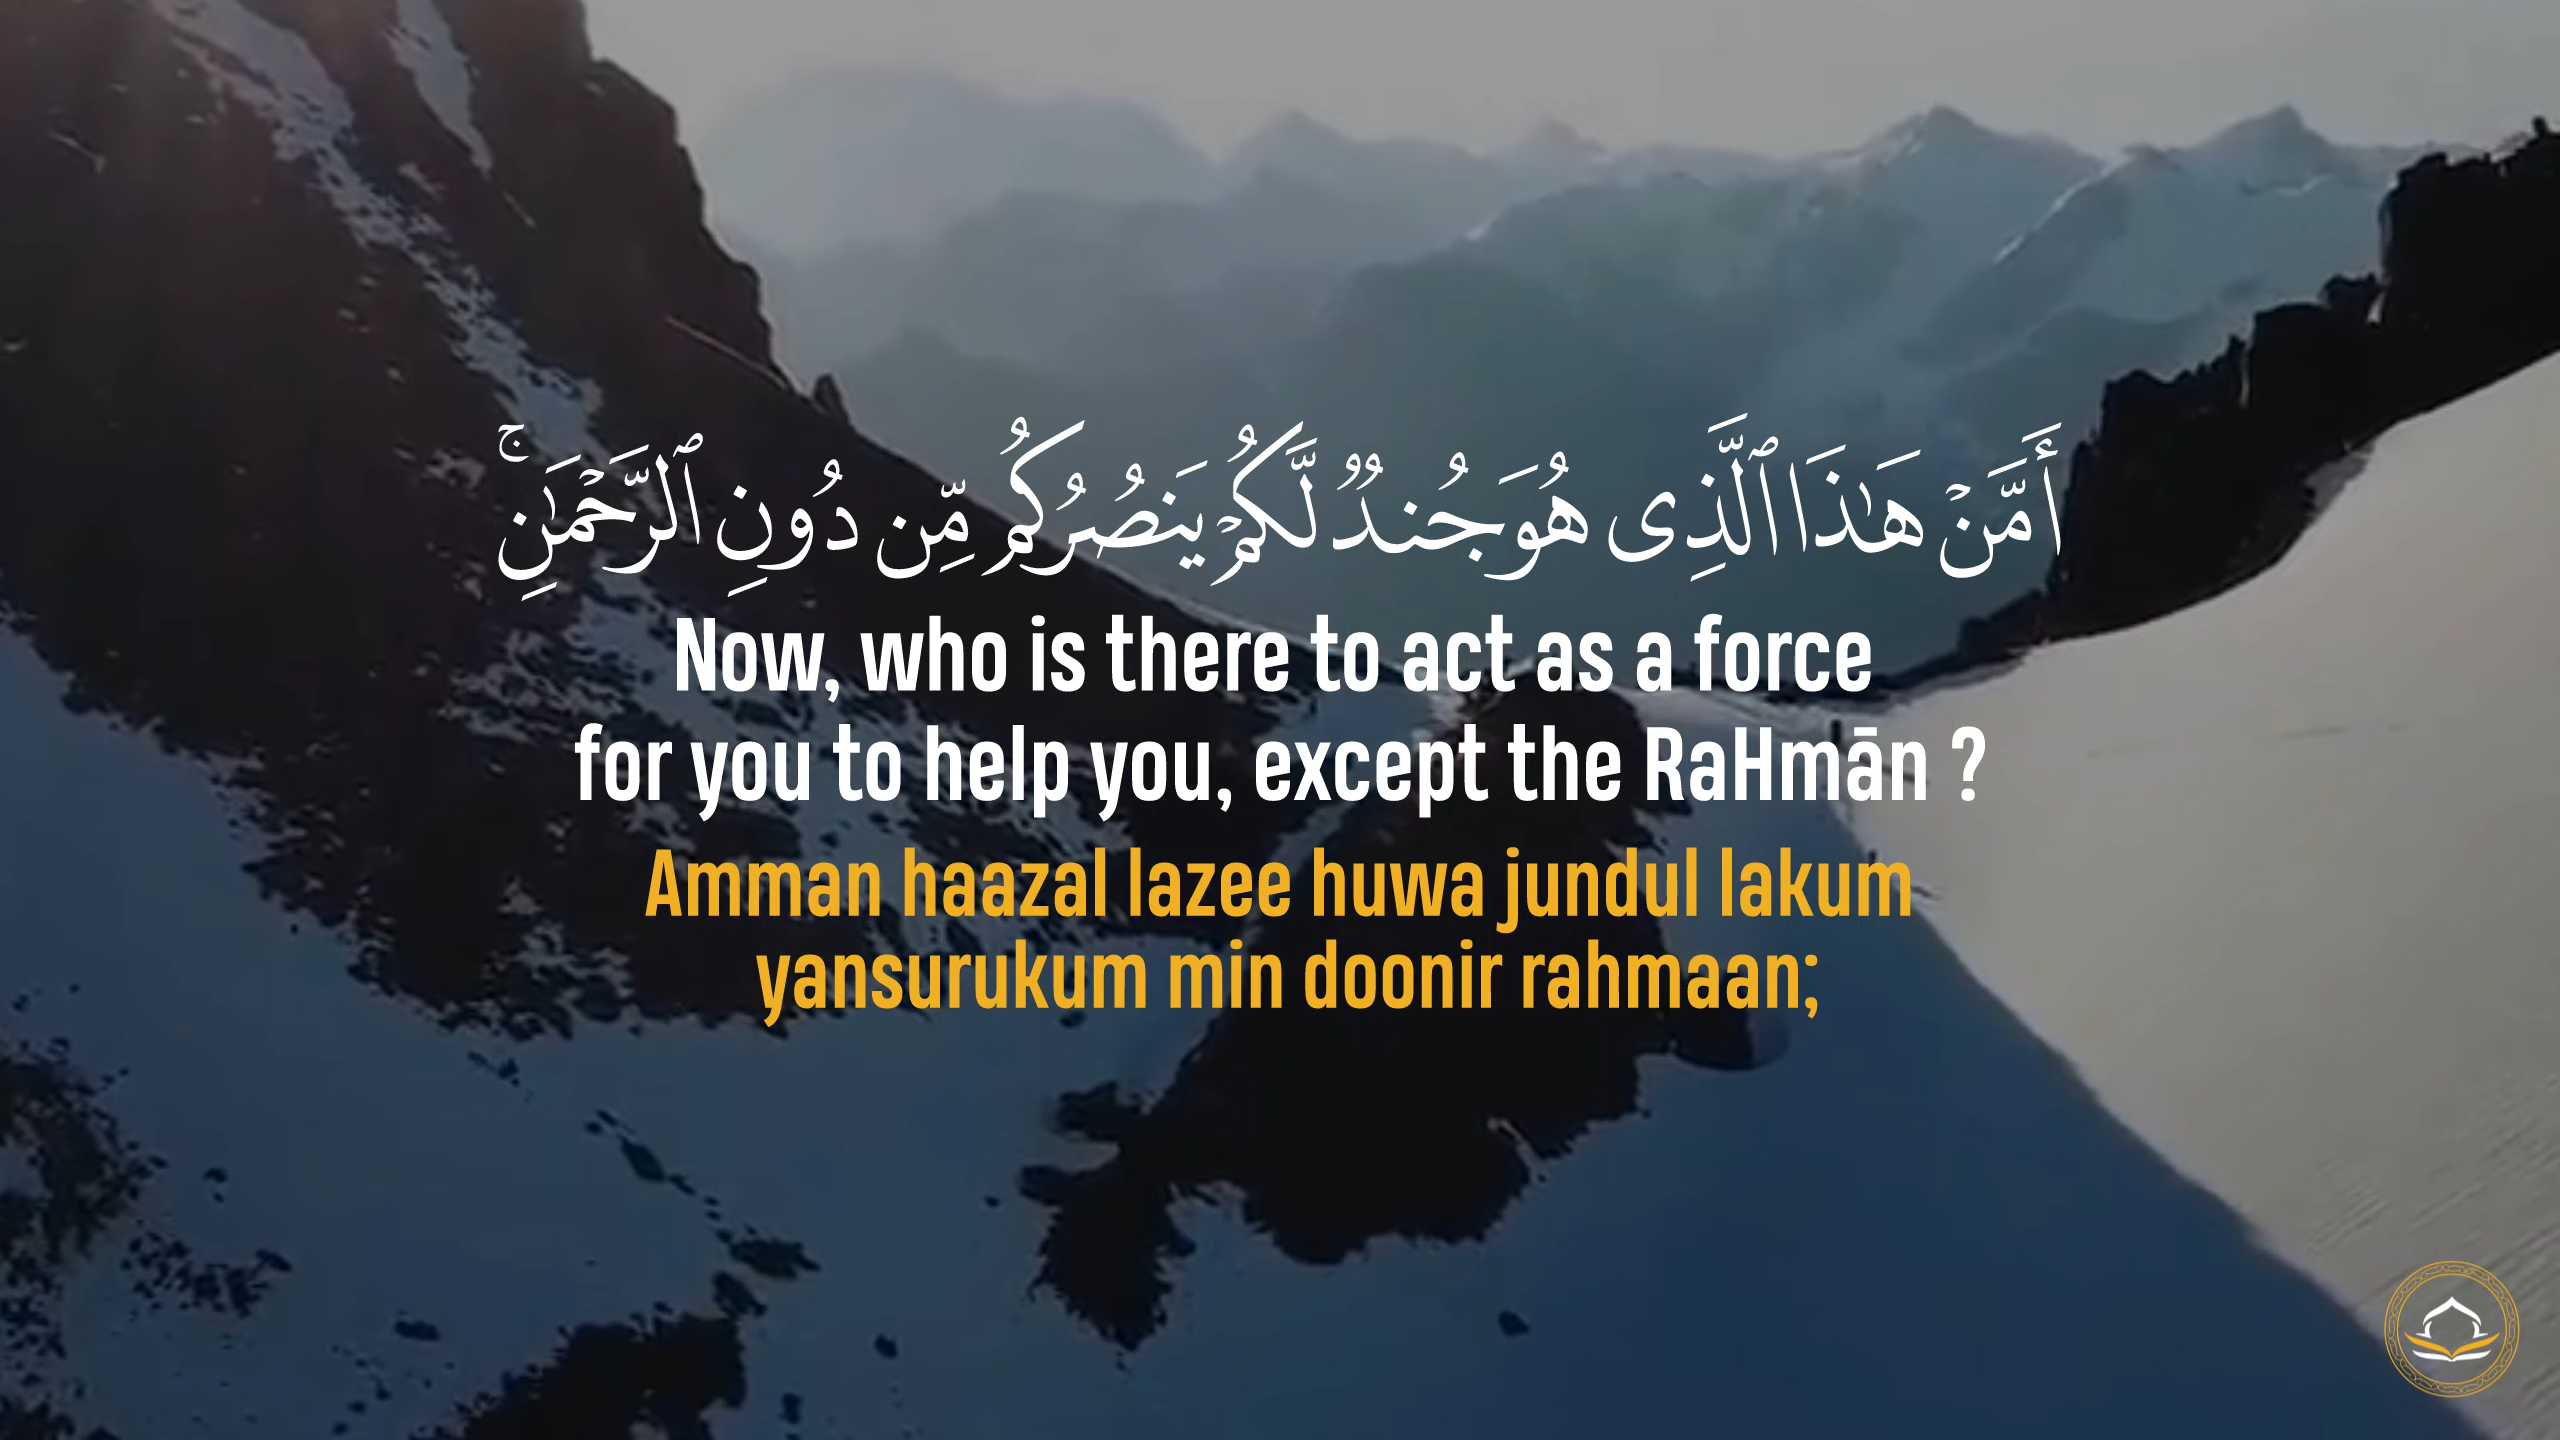 أَمَّنْ هَـٰذَا ٱلَّذِى هُوَ جُندٌ لَّكُمْ يَنصُرُكُم مِّن دُونِ ٱلرَّحْمَـٰنِ ۚ
Now, who is there to act as a force
for you to help you, except the RaHmān ?
Amman haazal lazee huwa jundul lakum
yansurukum min doonir rahmaan;